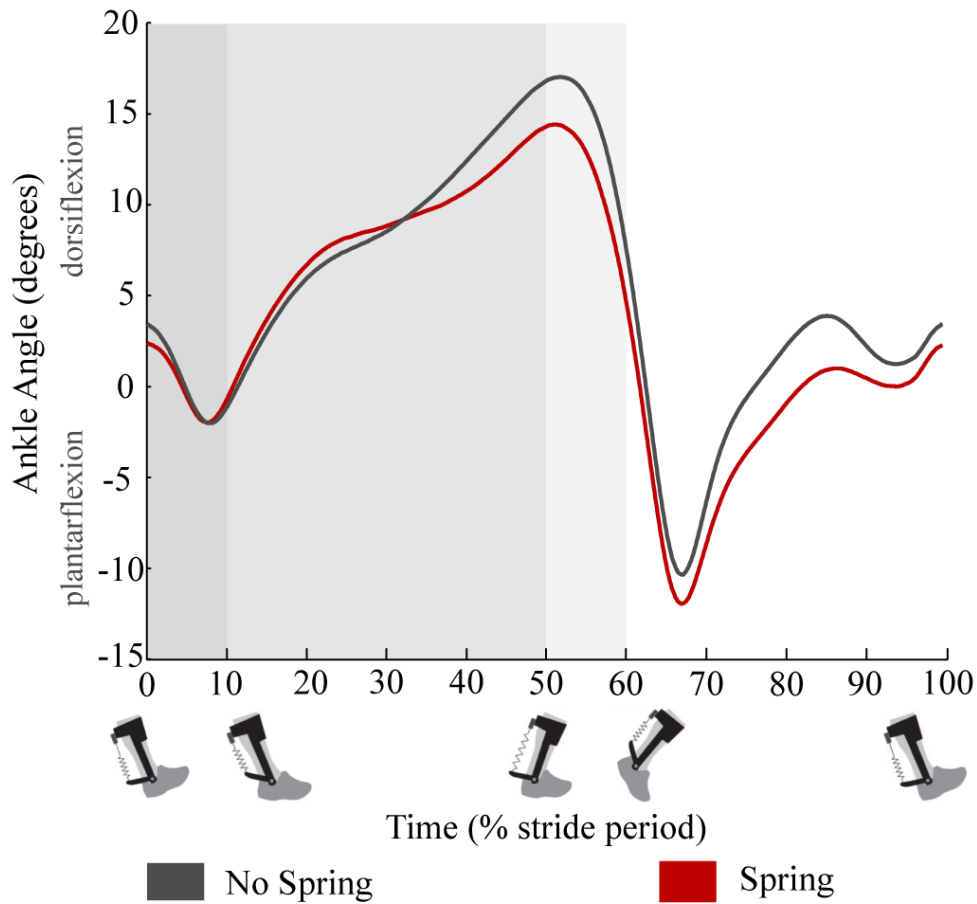 20
15
10
5
0
-5
-10
-15
Ankle Angle (degrees)
dorsiflexion
plantarflexion
0 10 20 30 40 50 60 70 80 90 100
Time (% stride period)
No Spring
Spring